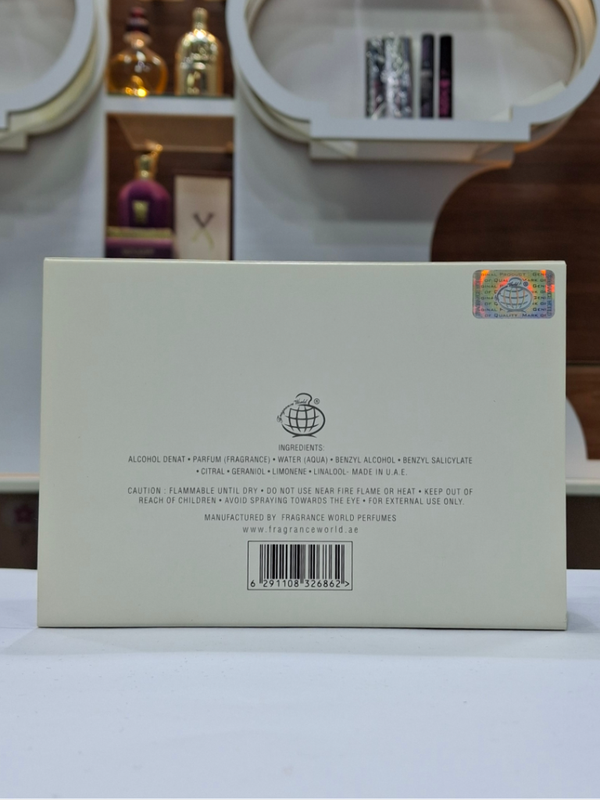 Fragrance World ®
INGREDIENTS:
ALCOHOL DENAT • PARFUM (FRAGRANCE) • WATER (AQUA) • BENZYL ALCOHOL • BENZYL SALICYLATE
• CITRAL • GERANIOL • LIMONENE • LINALOOL- MADE IN U.A.E.
CAUTION : FLAMMABLE UNTIL DRY • DO NOT USE NEAR FIRE FLAME OR HEAT • KEEP OUT OF
REACH OF CHILDREN • AVOID SPRAYING TOWARDS THE EYE • FOR EXTERNAL USE ONLY.
MANUFACTURED BY FRAGRANCE WORLD PERFUMES
www.fragranceworld.ae
6 291108 326862 >